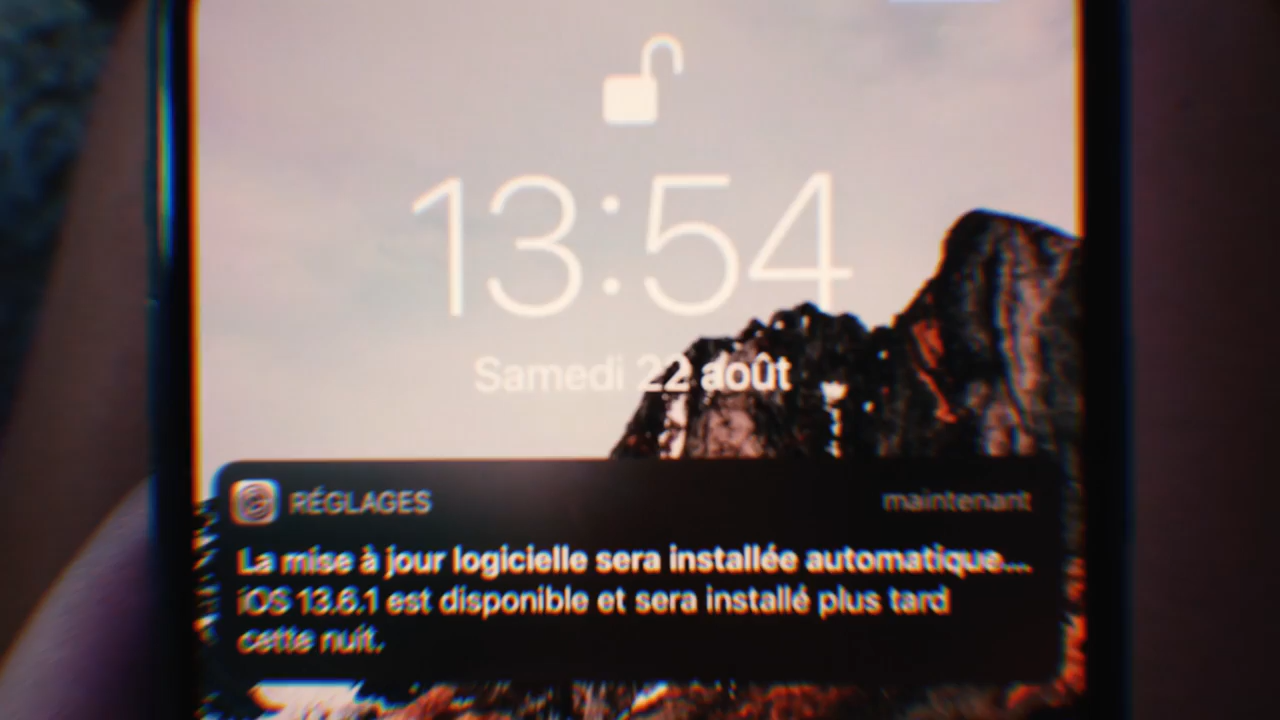 13:54
Samedi 22 août
RÉGLAGES
maintenant
La mise à jour logicielle sera installée automatique...
iOS 13.6.1 est disponible et sera installé plus tard
cette nuit.